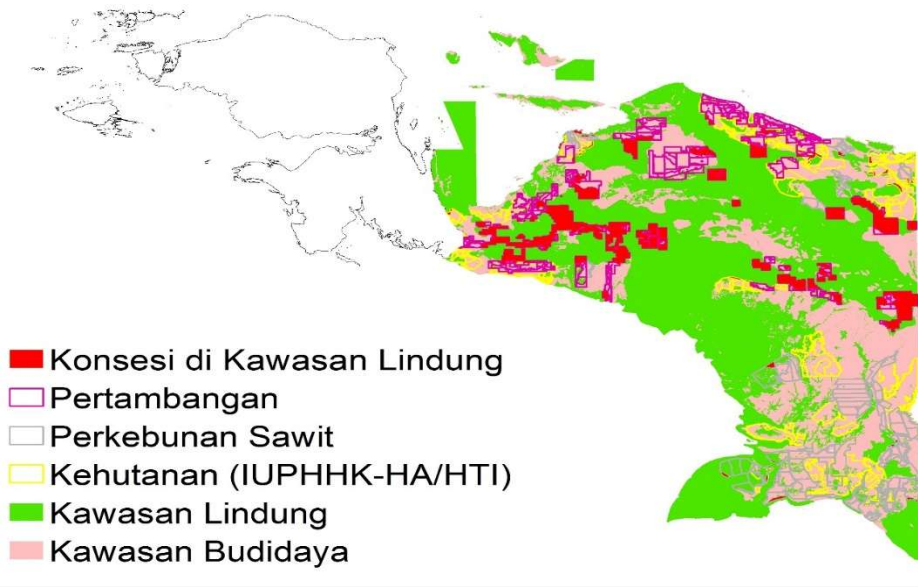 Konsesi di Kawasan Lindung
Pertambangan
Perkebunan Sawit
Kehutanan (IUPHHK-HA/HTI)
Kawasan Lindung
Kawasan Budidaya